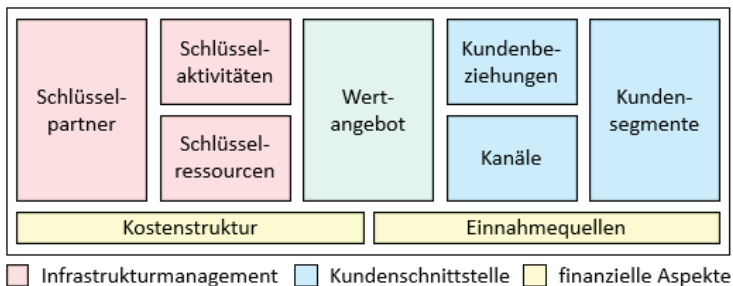 Schlüssel-
partner
Schlüssel-
aktivitäten
Schlüssel-
ressourcen
Wert-
angebot
Kundenbe-
ziehungen
Kanäle
Kunden-
segmente
Kostenstruktur
Einnahmequellen
Infrastrukturmanagement
Kundenschnittstelle
finanzielle Aspekte